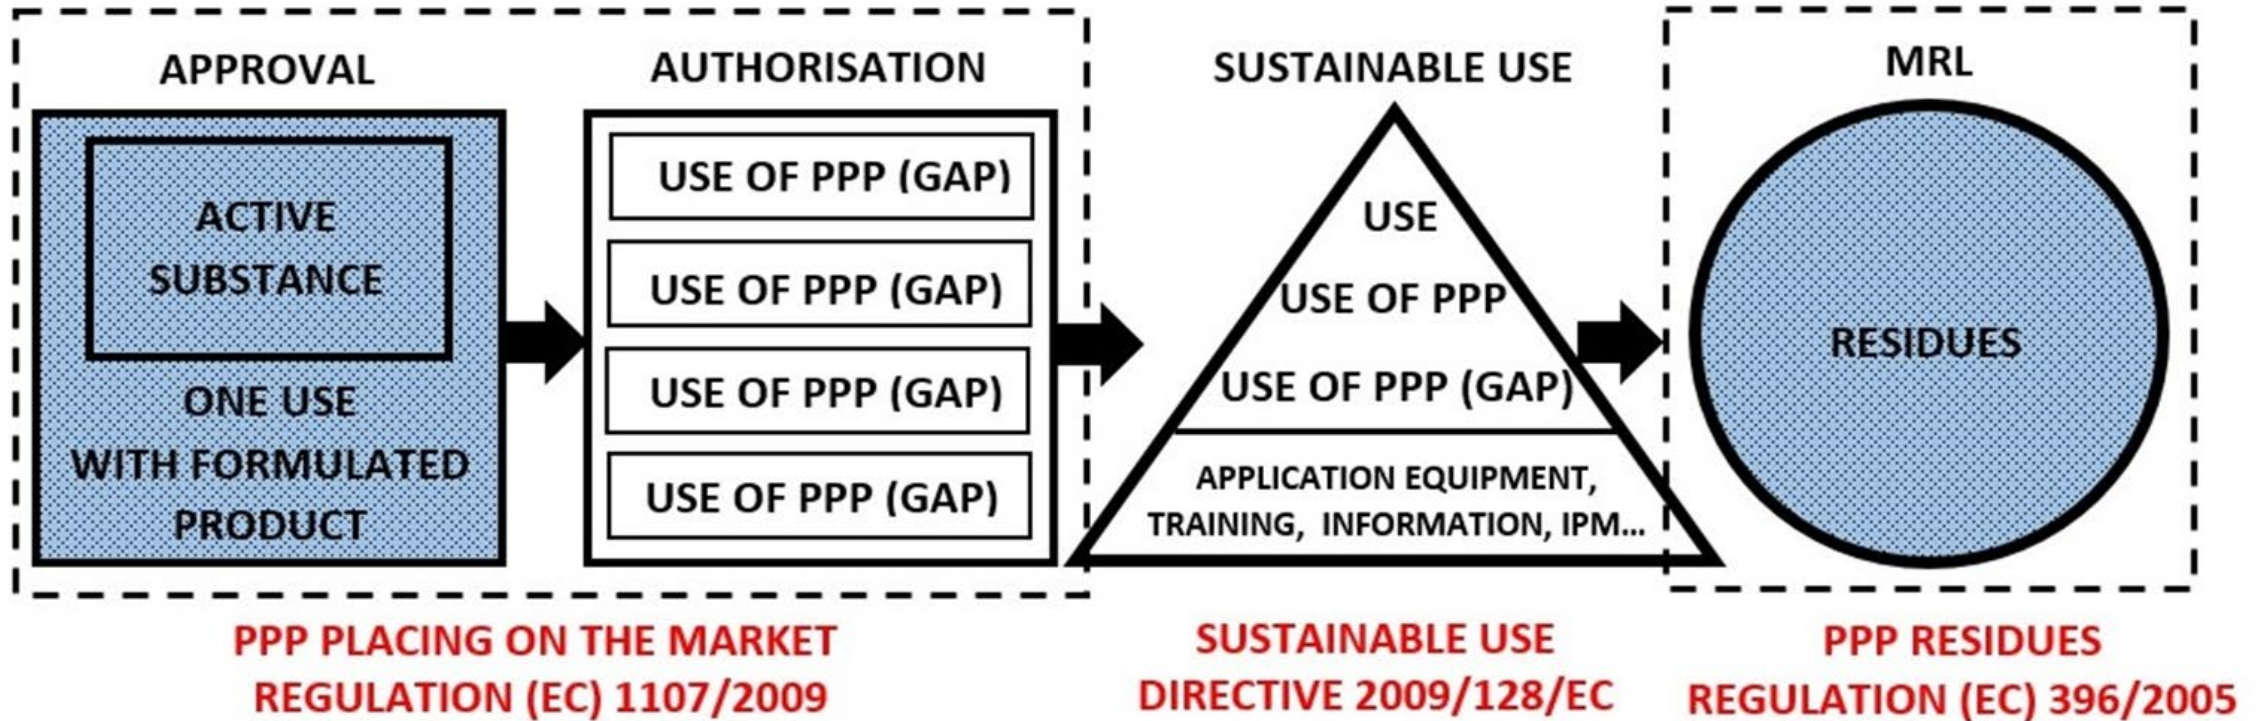 APPROVAL
ACTIVE
SUBSTANCE
ONE USE
WITH FORMULATED
PRODUCT
AUTHORISATION
USE OF PPP (GAP)
USE OF PPP (GAP)
USE OF PPP (GAP)
USE OF PPP (GAP)
PPP PLACING ON THE MARKET
REGULATION (EC) 1107/2009
SUSTAINABLE USE
USE
USE OF PPP
USE OF PPP (GAP)
APPLICATION EQUIPMENT,
TRAINING, INFORMATION, IPM...
SUSTAINABLE USE
DIRECTIVE 2009/128/EC
MRL
RESIDUES
PPP RESIDUES
REGULATION (EC) 396/2005